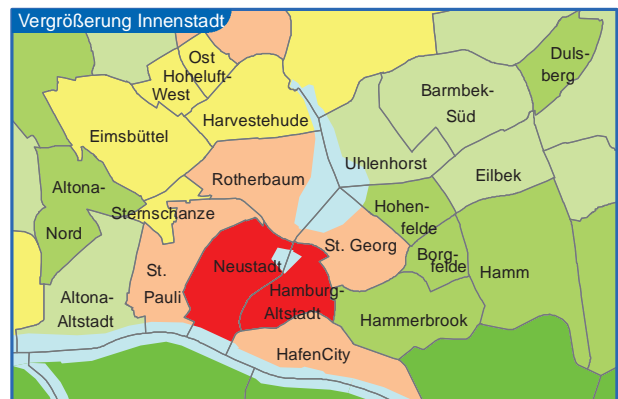 Vergrößerung Innenstadt
Ost
Hoheluft-
West
Duls-
berg
Barmbek-
Süd
Eimsbüttel
Harvestehude
Uhlenhorst
Eilbek
Rotherbaum
Altona-
Nord
Sternschanze
Hohen-
felde
St. Georg
Borg-
felde
Hamm
Neustadt
St.
Pauli
Hamburg-
Altstadt
Altona-
Altstadt
Hammerbrook
HafenCity